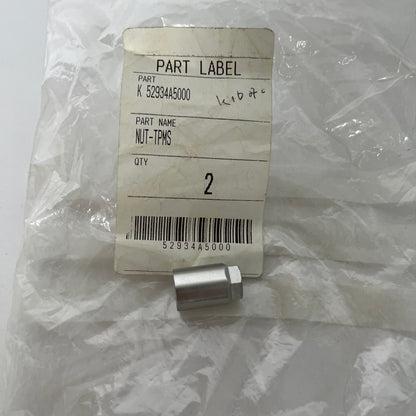 PART LABEL
PART
K 52934A5000
PART NAME
NUT-TPMS
QTY
2
52934A5000